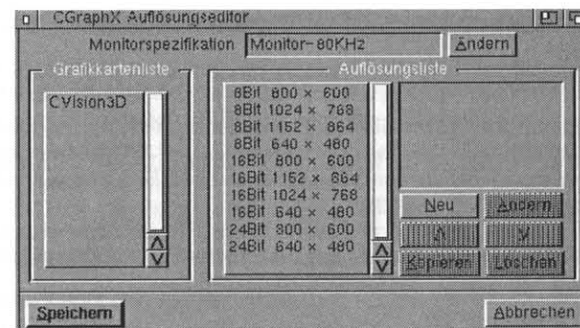 CGraphX Auflösungseditor
Monitorspezifikation Monitor-80KHz Ändern
Grafikkartenliste
CVision3D
Auflösungsliste
8Bit 800 × 600
8Bit 1024 × 768
8Bit 1152 × 864
8Bit 640 × 480
16Bit 800 × 600
16Bit 1152 × 864
16Bit 1024 × 768
16Bit 640 × 480
24Bit 800 × 600
24Bit 640 × 480
Neu Ändern
Λ V
Kopieren Löschen
Speichern Abbrechen